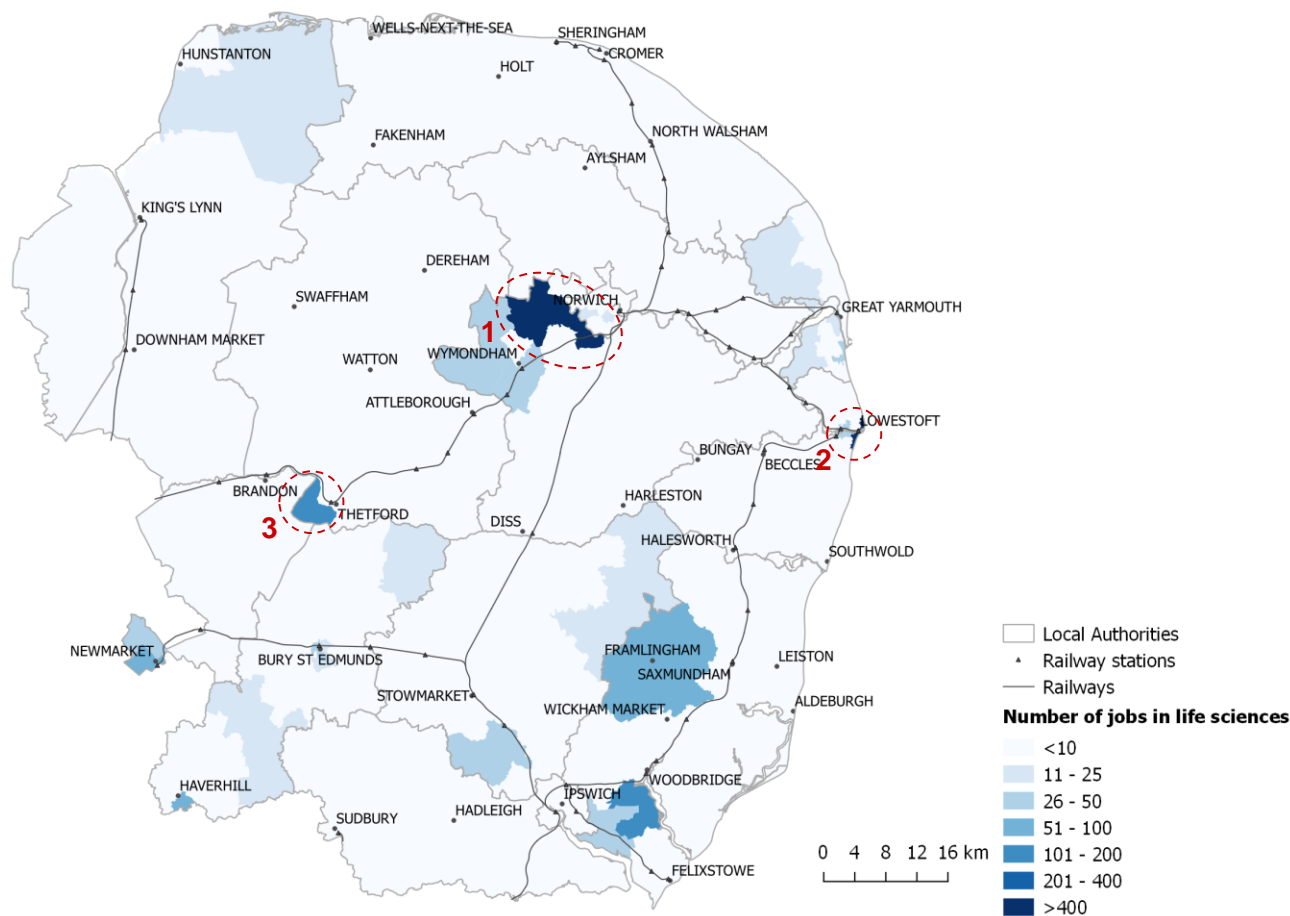 WELLS-NEXT-THE-SEA
SHERINGHAM
CROMER
HUNSTANTON
HOLT
FAKENHAM
NORTH WALSHAM
AYLSHAM
KING'S LYNN
DEREHAM
SWAFFHAM
NORWICH
GREAT YARMOUTH
1
DOWNHAM MARKET
WATTON
WYMONDHAM
ATTLEBOROUGH
LOWESTOFT
BUNGAY
BECCLES
2
BRANDON
HARLESTON
THETFORD
3
DISS
HALESWORTH
SOUTHWOLD
NEWMARKET
BURY ST EDMUNDS
FRAMLINGHAM
SAXMUNDHAM
LEISTON
STOWMARKET
WICKHAM MARKET
ALDEBURGH
HAVERHILL
WOODBRIDGE
IPSWICH
HADLEIGH
SUDBURY
FELIXSTOWE
0 4 8 12 16 km
Local Authorities
Railway stations
Railways
Number of jobs in life sciences
<10
11 - 25
26 - 50
51 - 100
101 - 200
201 - 400
>400